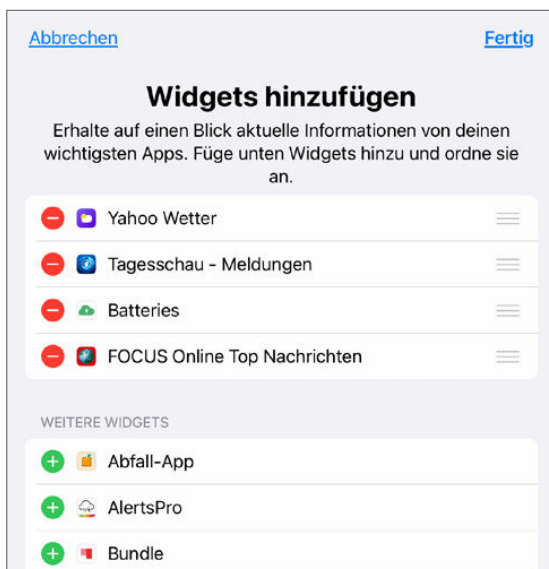 Abbrechen
Fertig
Widgets hinzufügen
Erhalte auf einen Blick aktuelle Informationen von deinen
wichtigsten Apps. Füge unten Widgets hinzu und ordne sie
an.
Yahoo Wetter
Tagesschau - Meldungen
Batteries
FOCUS Online Top Nachrichten
WEITERE WIDGETS
Abfall-App
AlertsPro
Bundle